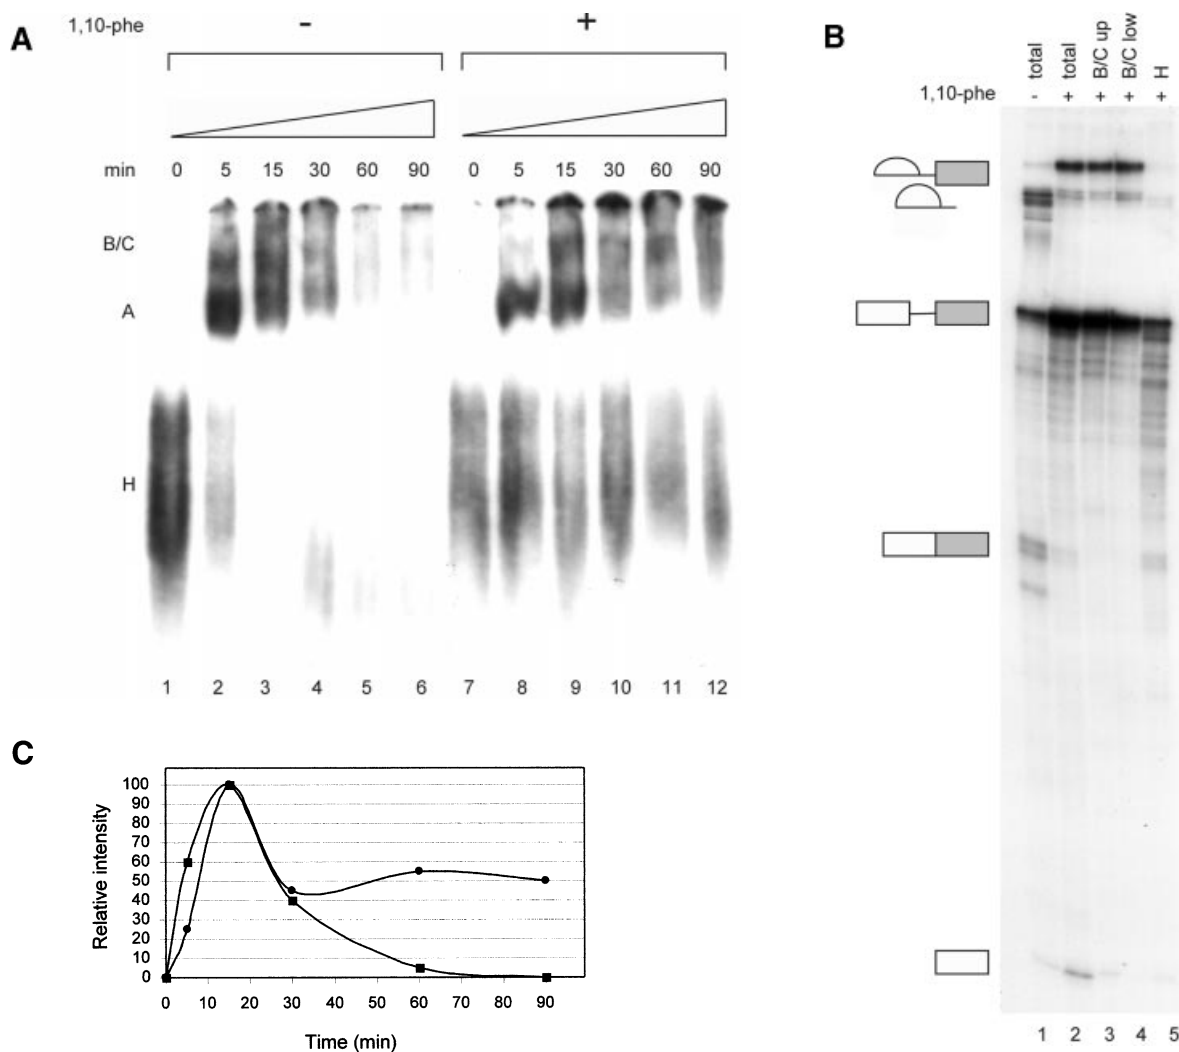 A
1,10-phe - +
min 0 5 15 30 60 90 0 5 15 30 60 90
B/C
A
H
1 2 3 4 5 6 7 8 9 10 11 12
B
total total B/C up B/C low H
1,10-phe - + + + +
1 2 3 4 5
C
Relative intensity
100
90
80
70
60
50
40
30
20
10
0
0 10 20 30 40 50 60 70 80 90
Time (min)